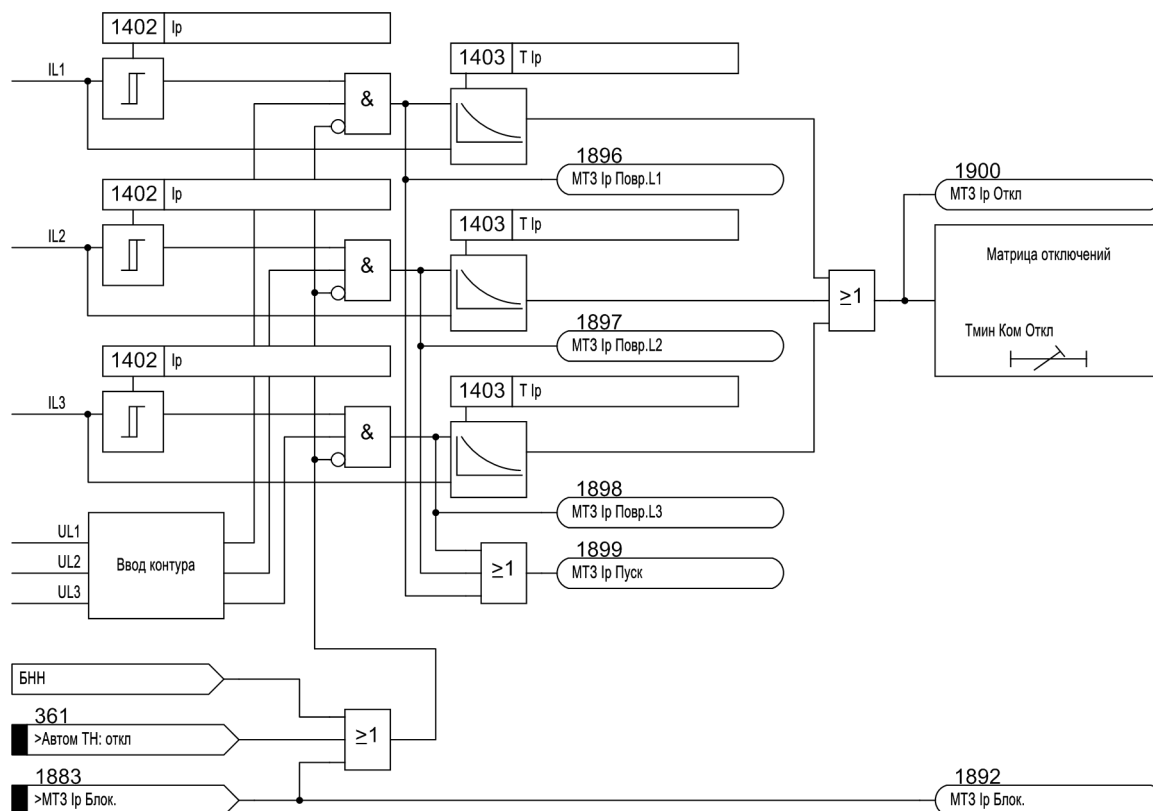 1402 Ip
1403 T Ip
IL1
&
1896
МТЗ Ip Повр.L1
1402 Ip
1900
МТЗ Ip Откл
1403 T Ip
IL2
&
Матрица отключений
≥1
1897
Тмин Ком Откл
МТЗ Ip Повр.L2
1402 Ip
1403 T Ip
IL3
&
1898
МТЗ Ip Повр.L3
UL1
1899
UL2
Ввод контура
≥1
МТЗ Ip Пуск
UL3
БНН
361
>Автом ТН: откл
≥1
1883
1892
>МТЗ Ip Блок.
МТЗ Ip Блок.